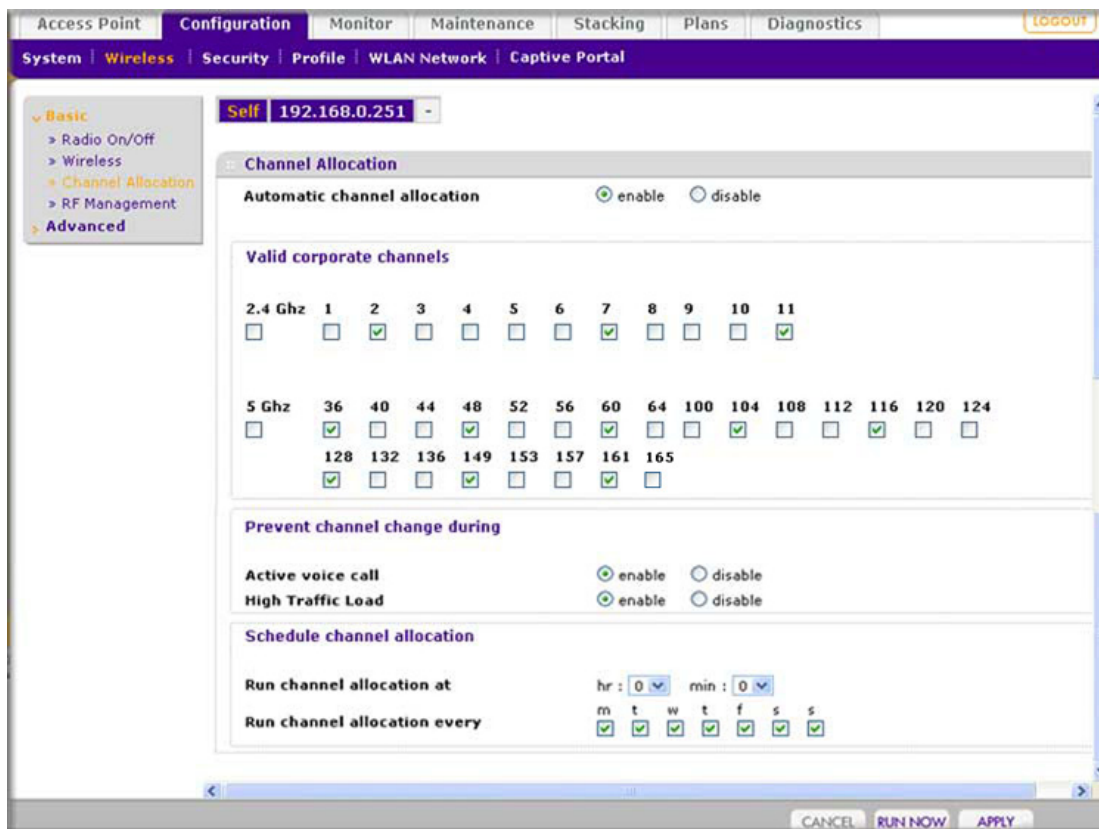 Access Point Configuration Monitor Maintenance Stacking Plans Diagnostics LOGOUT
System Wireless Security Profile WLAN Network Captive Portal
Basic
» Radio On/Off
» Wireless
» Channel Allocation
» RF Management
Advanced
Self 192.168.0.251 -
Channel Allocation
Automatic channel allocation enable disable
Valid corporate channels
2.4 Ghz 1 2 3 4 5 6 7 8 9 10 11
5 Ghz 36 40 44 48 52 56 60 64 100 104 108 112 116 120 124
128 132 136 149 153 157 161 165
Prevent channel change during
Active voice call enable disable
High Traffic Load enable disable
Schedule channel allocation
Run channel allocation at hr : 0 min : 0
m t w t f s s
Run channel allocation every
CANCEL RUN NOW APPLY